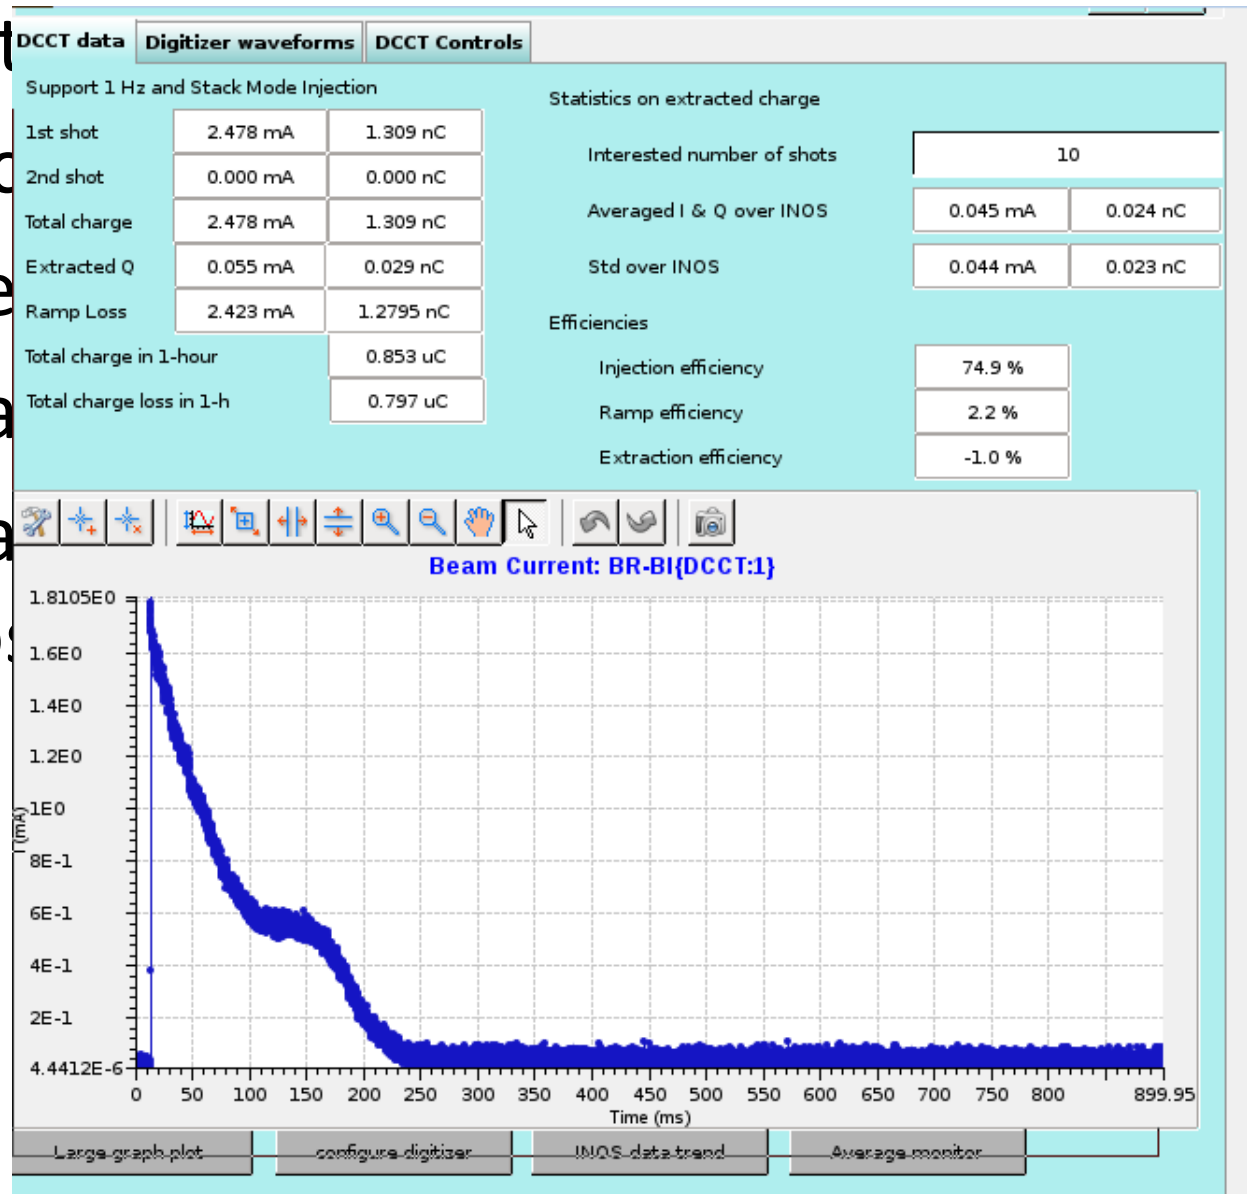 DCCT data Digitizer waveforms DCCT Controls
Support 1 Hz and Stack Mode Injection
1st shot 2.478 mA 1.309 nC
2nd shot 0.000 mA 0.000 nC
Total charge 2.478 mA 1.309 nC
Extracted Q 0.055 mA 0.029 nC
Ramp Loss 2.423 mA 1.2795 nC
Total charge in 1-hour 0.853 uC
Total charge loss in 1-h 0.797 uC
Statistics on extracted charge
Interested number of shots 10
Averaged I & Q over INOS 0.045 mA 0.024 nC
Std over INOS 0.044 mA 0.023 nC
Efficiencies
Injection efficiency 74.9 %
Ramp efficiency 2.2 %
Extraction efficiency -1.0 %
Beam Current: BR-BI{DCCT:1}
1.8105E0
1.6E0
1.4E0
1.2E0
1E0
8E-1
6E-1
4E-1
2E-1
4.4412E-6
I (mA)
0 50 100 150 200 250 300 350 400 450 500 550 600 650 700 750 800 899.95
Time (ms)
Large graph plot configure digitizer INOS data trend Average monitor